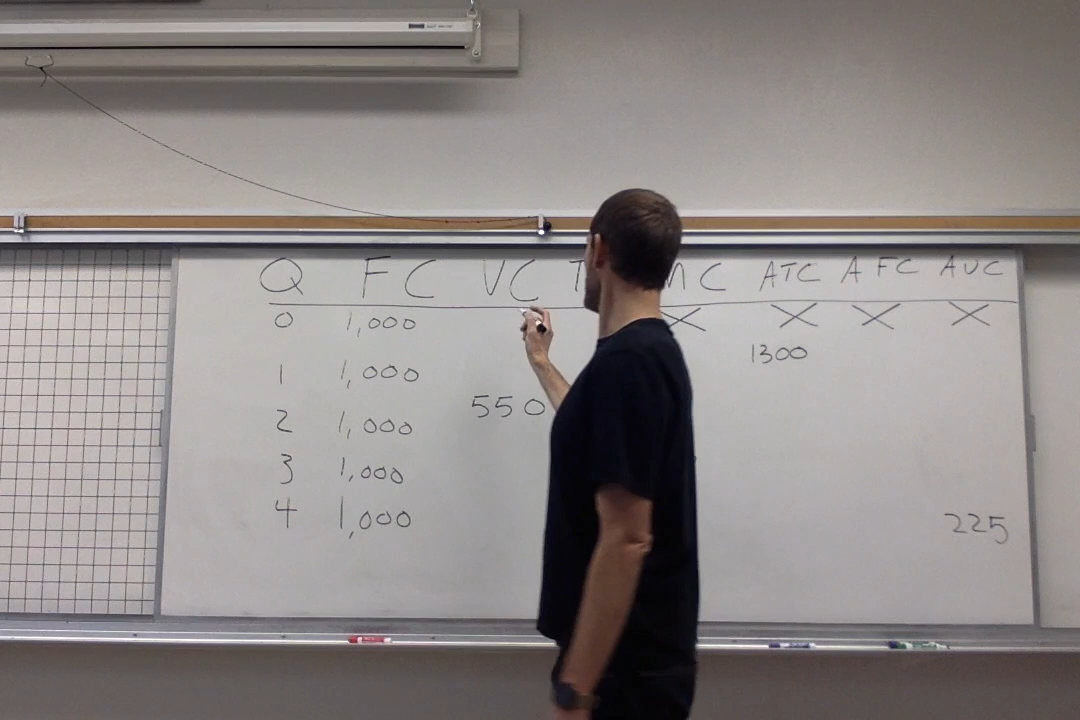 Q FC VC T MC ATC AFC AVC
0 1,000 X X X X
1 1,000 1300
2 1,000 550
3 1,000
4 1,000 225